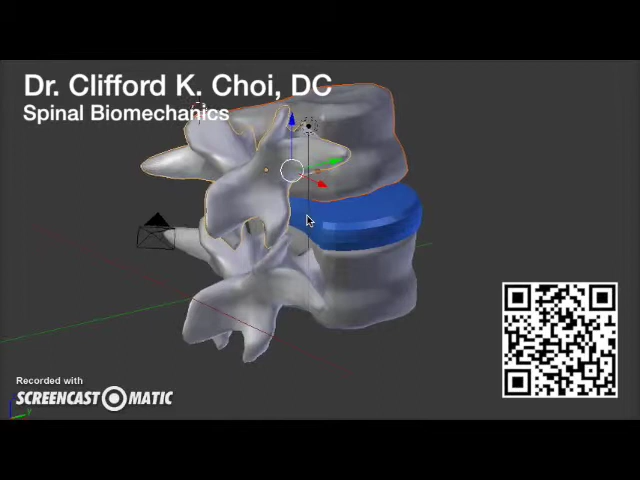 Dr. Clifford K. Choi, DC
Spinal Biomechanics
Recorded with
SCREENCAST MATIC